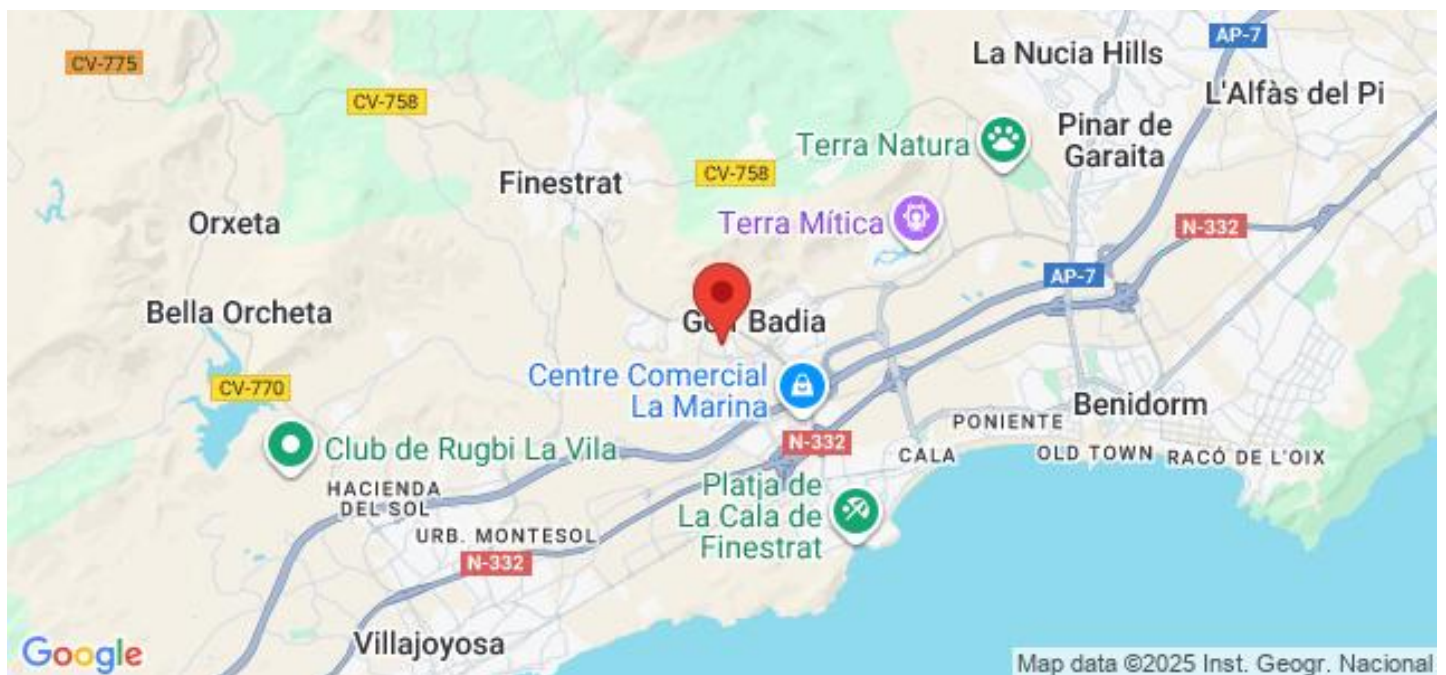 AP-7
La Nucia Hills
CV-775
L'Alfàs del Pi
CV-758
Pinar de
Garaita
Terra Natura
CV-758
Finestrat
Orxeta
Terra Mítica
N-332
AP-7
Bella Orcheta
Badia
Centre Comercial
La Marina
CV-770
Benidorm
PONIENTE
Club de Rugbi La Vila
N-332
CALA
OLD TOWN
RACÓ DE L'OIX
HACIENDA
DEL SOL
Platja de
La Cala de
Finestrat
URB. MONTESOL
N-332
Villajoyosa
Google
Map data ©2025 Inst. Geogr. Nacional